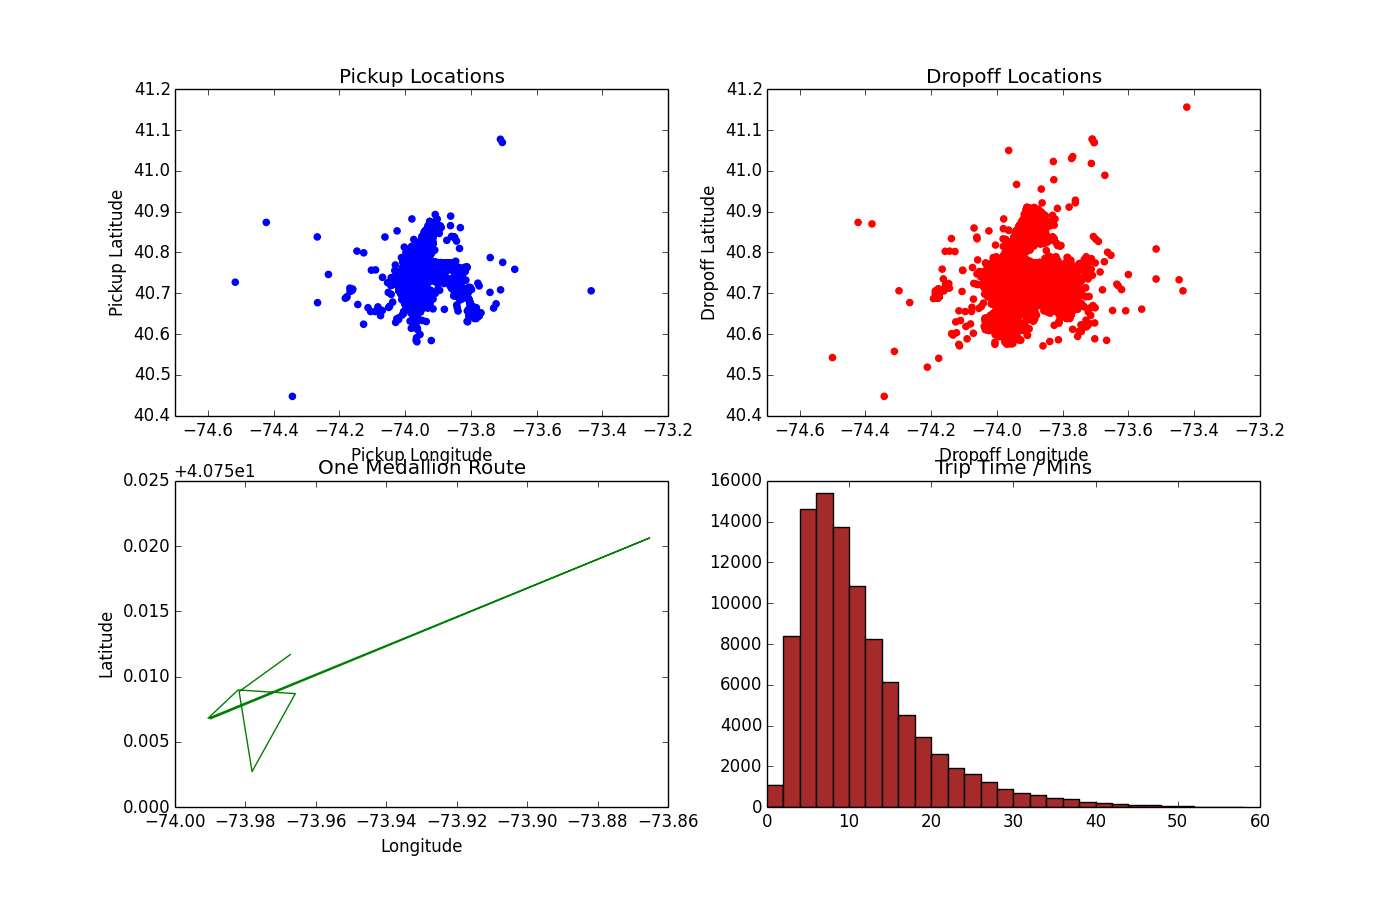 Pickup Locations
41.2
41.1
41.0
40.9
40.8
40.7
40.6
40.5
40.4
Pickup Latitude
−74.6 −74.4 −74.2 −74.0 −73.8 −73.6 −73.4 −73.2
Pickup Longitude
Dropoff Locations
41.2
41.1
41.0
40.9
40.8
40.7
40.6
40.5
40.4
Dropoff Latitude
−74.6 −74.4 −74.2 −74.0 −73.8 −73.6 −73.4 −73.2
Dropoff Longitude
One Medallion Route
+4.075e1
0.025
0.020
0.015
0.010
0.005
0.000
Latitude
−74.00 −73.98 −73.96 −73.94 −73.92 −73.90 −73.88 −73.86
Longitude
Trip Time / Mins
16000
14000
12000
10000
8000
6000
4000
2000
0
0 10 20 30 40 50 60